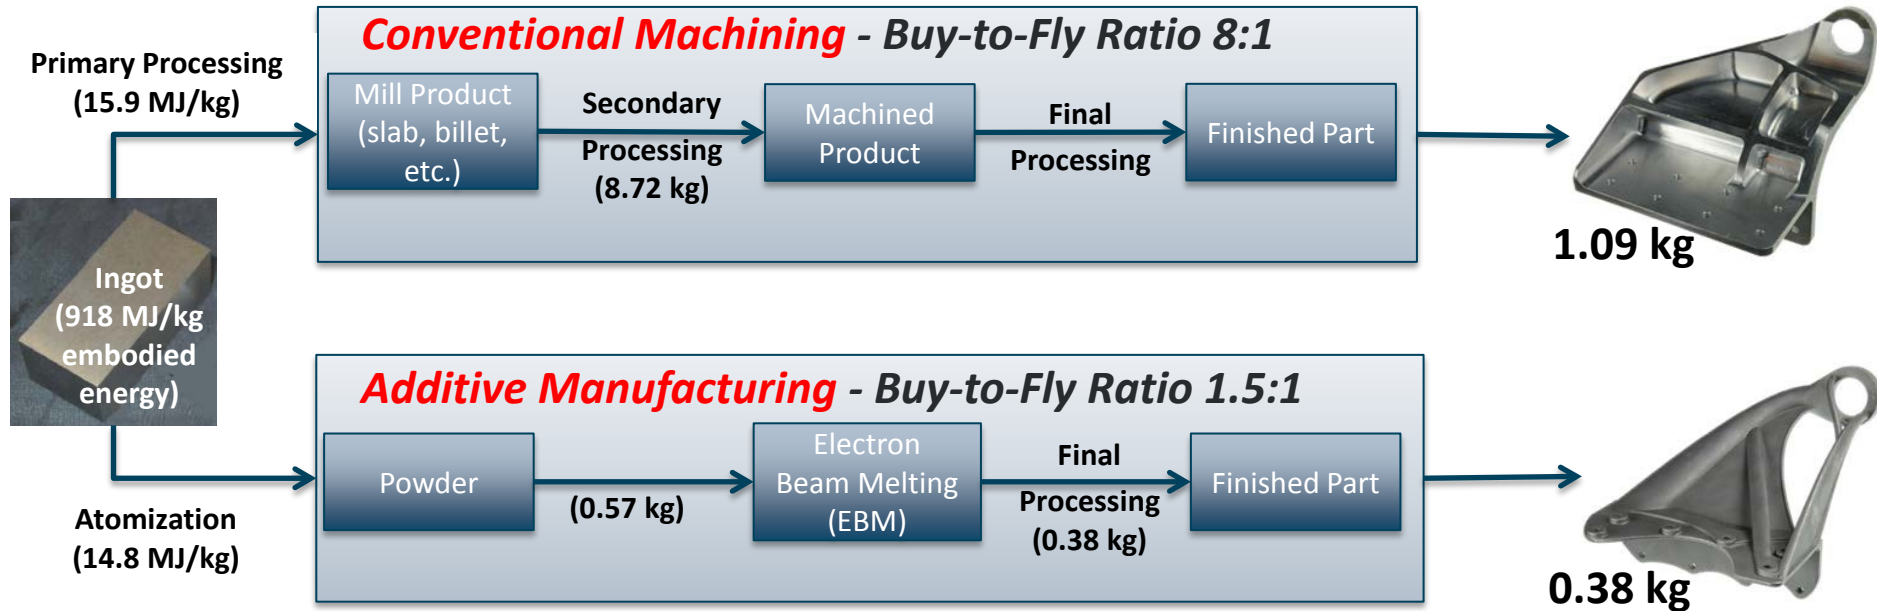 Conventional Machining - Buy-to-Fly Ratio 8:1
Primary Processing
(15.9 MJ/kg)
Mill Product
(slab, billet,
etc.)
Secondary
Processing
(8.72 kg)
Machined
Product
Final
Processing
Finished Part
1.09 kg
Ingot
(918 MJ/kg
embodied
energy)
Additive Manufacturing - Buy-to-Fly Ratio 1.5:1
Atomization
(14.8 MJ/kg)
Powder
(0.57 kg)
Electron
Beam Melting
(EBM)
Final
Processing
(0.38 kg)
Finished Part
0.38 kg